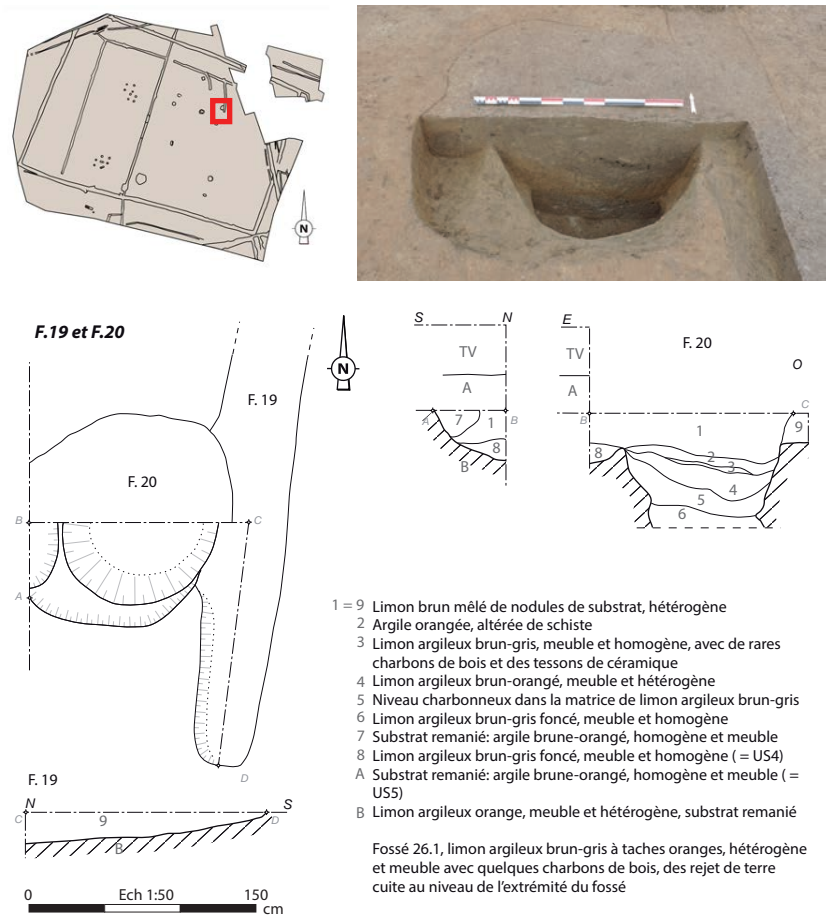 N
F.19 et F.20
N
F. 19
F. 20
B
C
A
D
S N
TV
A
A 7 1 B
8
B
E
F. 20
TV
O
A
B C
1
9
8
2
3
4
5
6
1 = 9 Limon brun mêlé de nodules de substrat, hétérogène
2 Argile orangée, altérée de schiste
3 Limon argileux brun-gris, meuble et homogène, avec de rares
charbons de bois et des tessons de céramique
4 Limon argileux brun-orangé, meuble et hétérogène
5 Niveau charbonneux dans la matrice de limon argileux brun-gris
6 Limon argileux brun-gris foncé, meuble et homogène
7 Substrat remanié: argile brune-orangé, homogène et meuble
8 Limon argileux brun-gris foncé, meuble et homogène ( = US4)
A Substrat remanié: argile brune-orangé, homogène et meuble ( =
US5)
B Limon argileux orange, meuble et hétérogène, substrat remanié
Fossé 26.1, limon argileux brun-gris à taches oranges, hétérogène
et meuble avec quelques charbons de bois, des rejet de terre
cuite au niveau de l'extrémité du fossé
F. 19
N S
C 9 D
B
0 Ech 1:50 150
cm